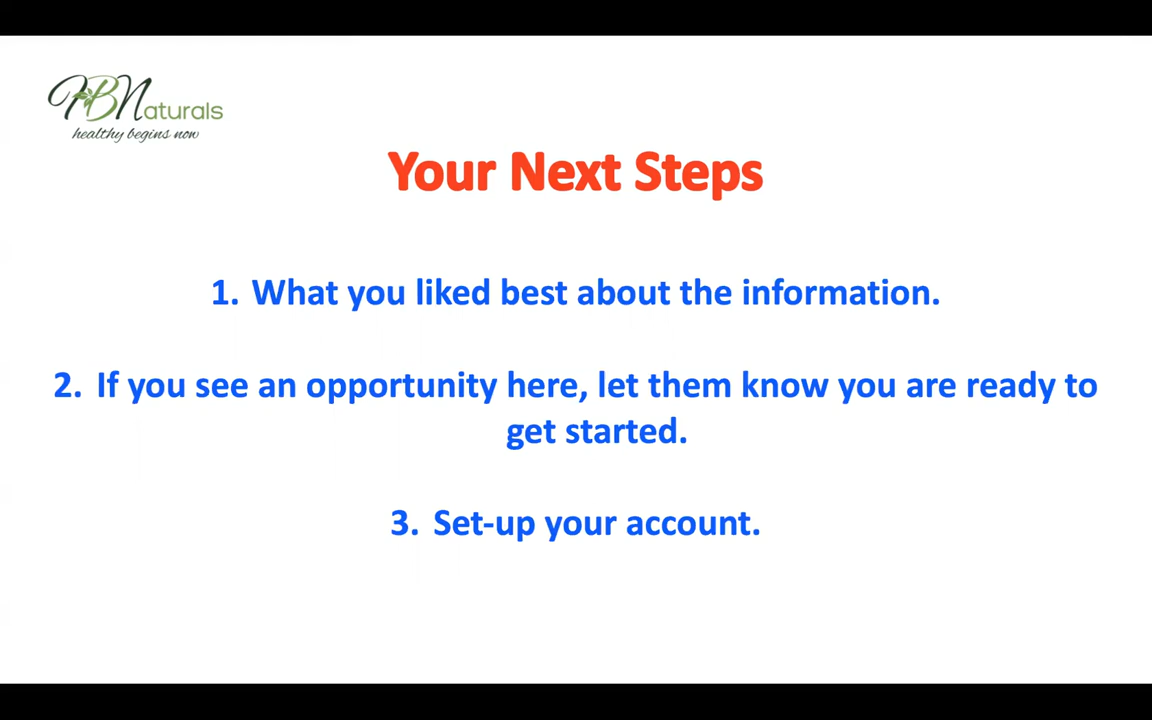 HBNaturals
healthy begins now
Your Next Steps
1. What you liked best about the information.
2. If you see an opportunity here, let them know you are ready to
get started.
3. Set-up your account.